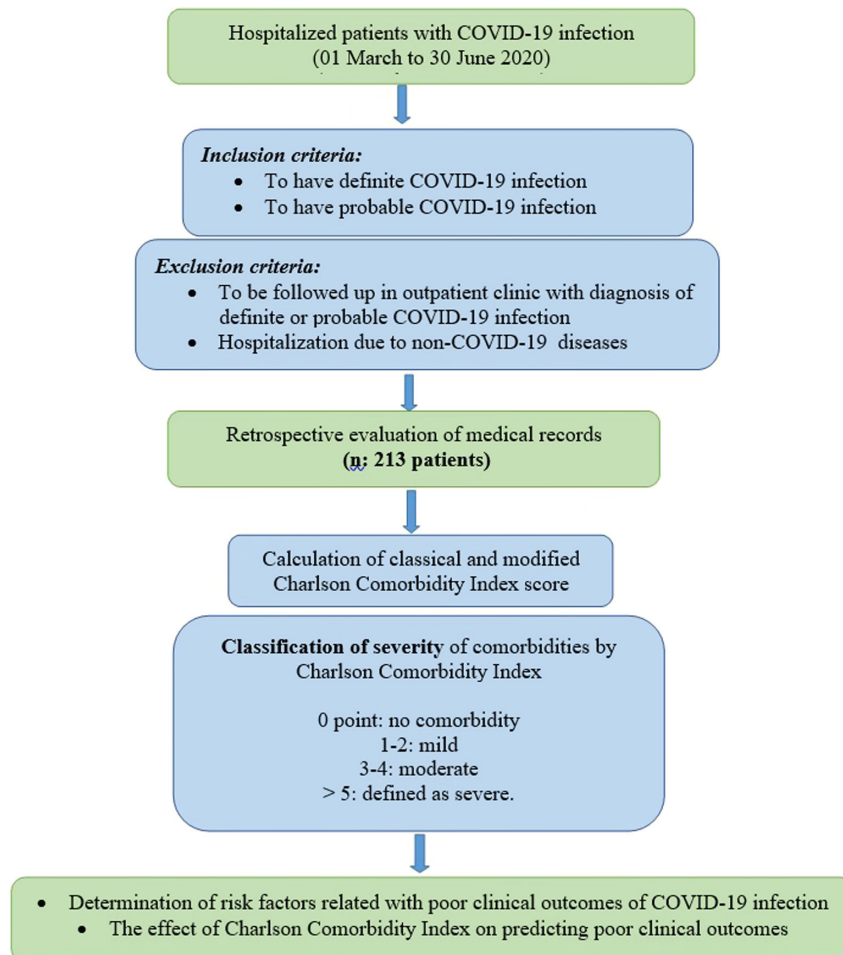 Hospitalized patients with COVID-19 infection
(01 March to 30 June 2020)
Inclusion criteria:
• To have definite COVID-19 infection
• To have probable COVID-19 infection
Exclusion criteria:
• To be followed up in outpatient clinic with diagnosis of
definite or probable COVID-19 infection
• Hospitalization due to non-COVID-19 diseases
Retrospective evaluation of medical records
(n: 213 patients)
Calculation of classical and modified
Charlson Comorbidity Index score
Classification of severity of comorbidities by
Charlson Comorbidity Index
0 point: no comorbidity
1-2: mild
3-4: moderate
> 5: defined as severe.
• Determination of risk factors related with poor clinical outcomes of COVID-19 infection
• The effect of Charlson Comorbidity Index on predicting poor clinical outcomes